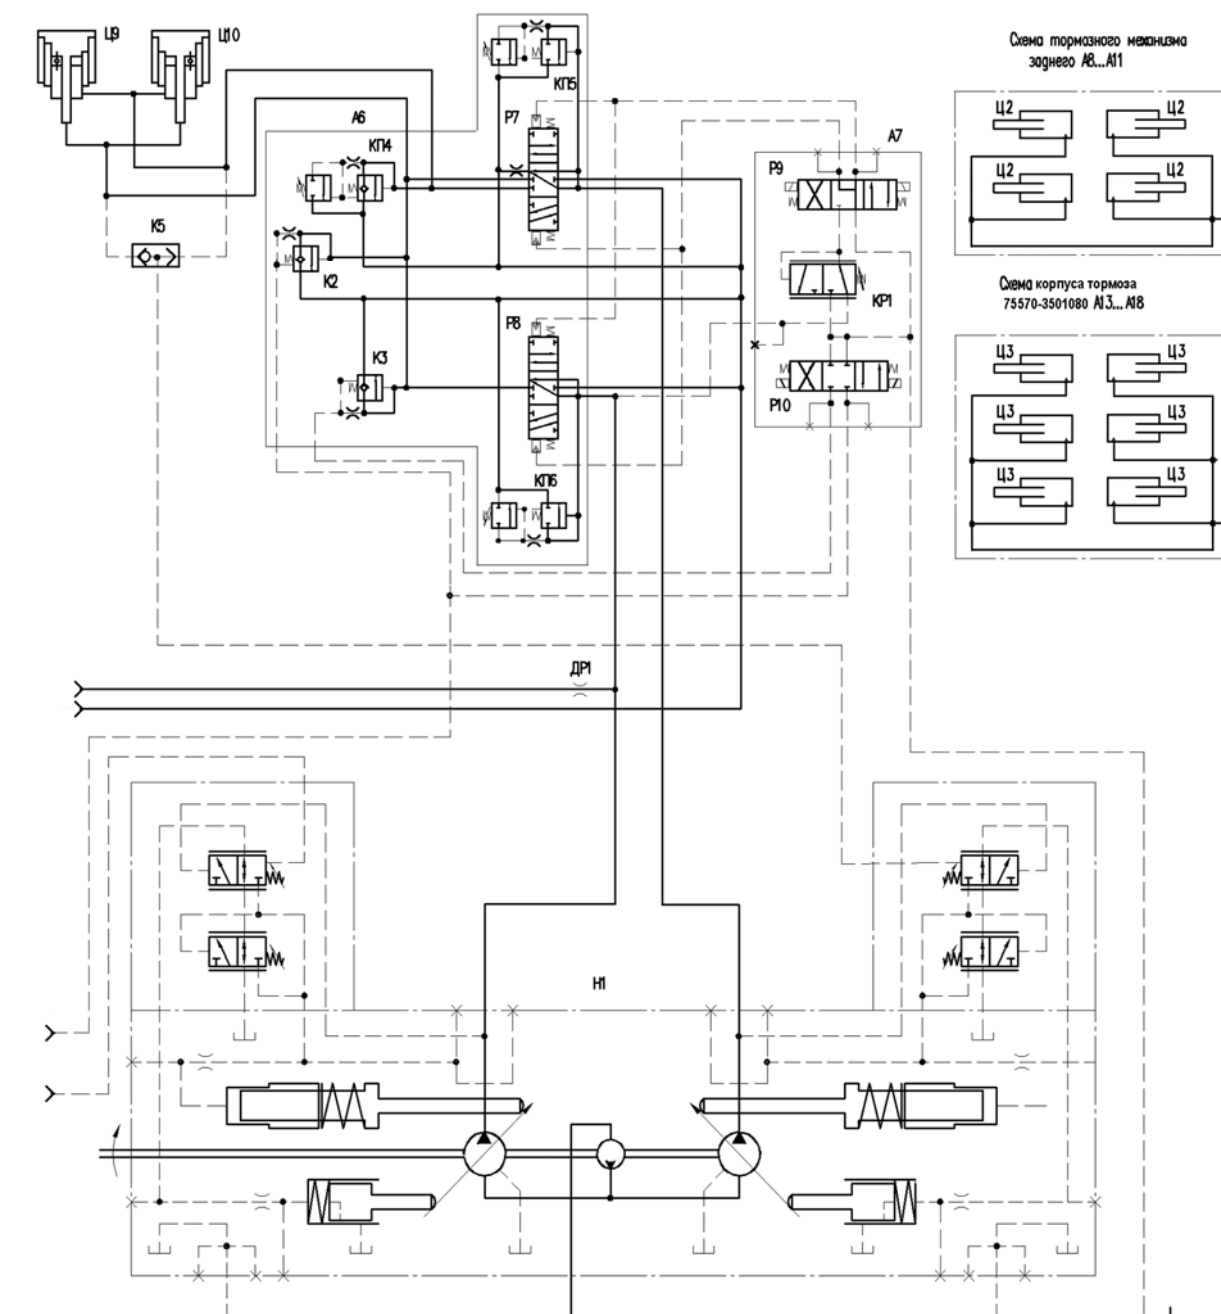 Ц9
Ц10
А6
КП4
Р7
КП5
А7
Р9
К5
К2
КР1
Р8
К3
Р10
КП6
ДР1
Н1
Схема тормозного механизма
заднего А8...А11
Ц2
Ц2
Ц2
Ц2
Схема корпуса тормоза
75570-3501080 А13...А18
Ц3
Ц3
Ц3
Ц3
Ц3
Ц3